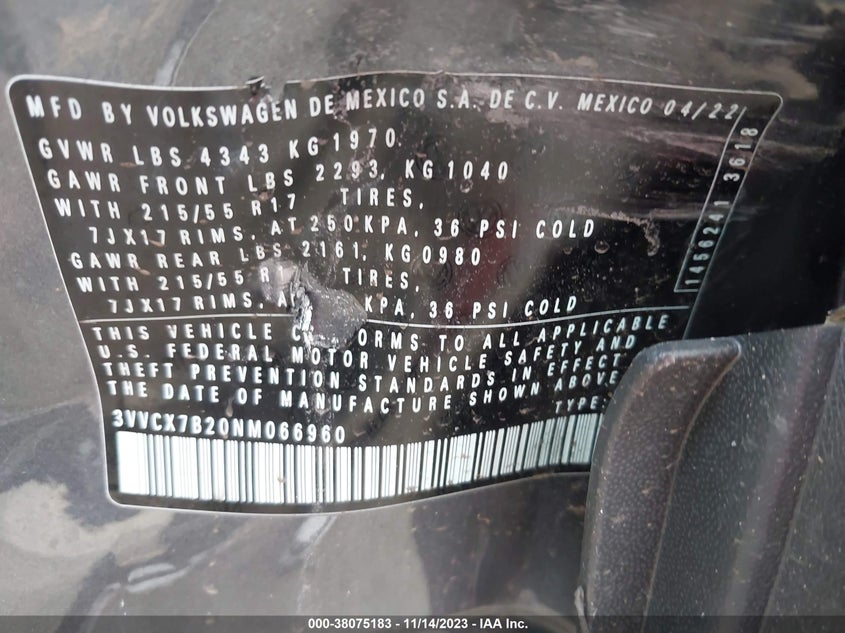 MFD BY VOLKSWAGEN DE MEXICO S.A. DE C.V. MEXICO 04/22
GVWR LBS 4343 KG 1970
GAWR FRONT LBS 2293, KG1040
WITH 215/55 R17 TIRES,
7JX17 RIMS, AT 250 KPA, 36 PSI COLD
GAWR REAR LBS 2161, KG0980
WITH 215/55 TIRES,
7JX17 RIMS, KPA, 36 PSI COLD
THIS VEHICLE ORMS TO ALL APPLICABLE
U.S. FEDERAL MOTOR VEHICLE SAFETY AND
THEFT PREVENTION STANDARDS IN EFFECT
THE DATE OF MANUFACTURE SHOWN ABOVE
3VVCX7B20NM066960 TYPE:
1456241 3618
000-38075183 - 11/14/2023 - IAA Inc.